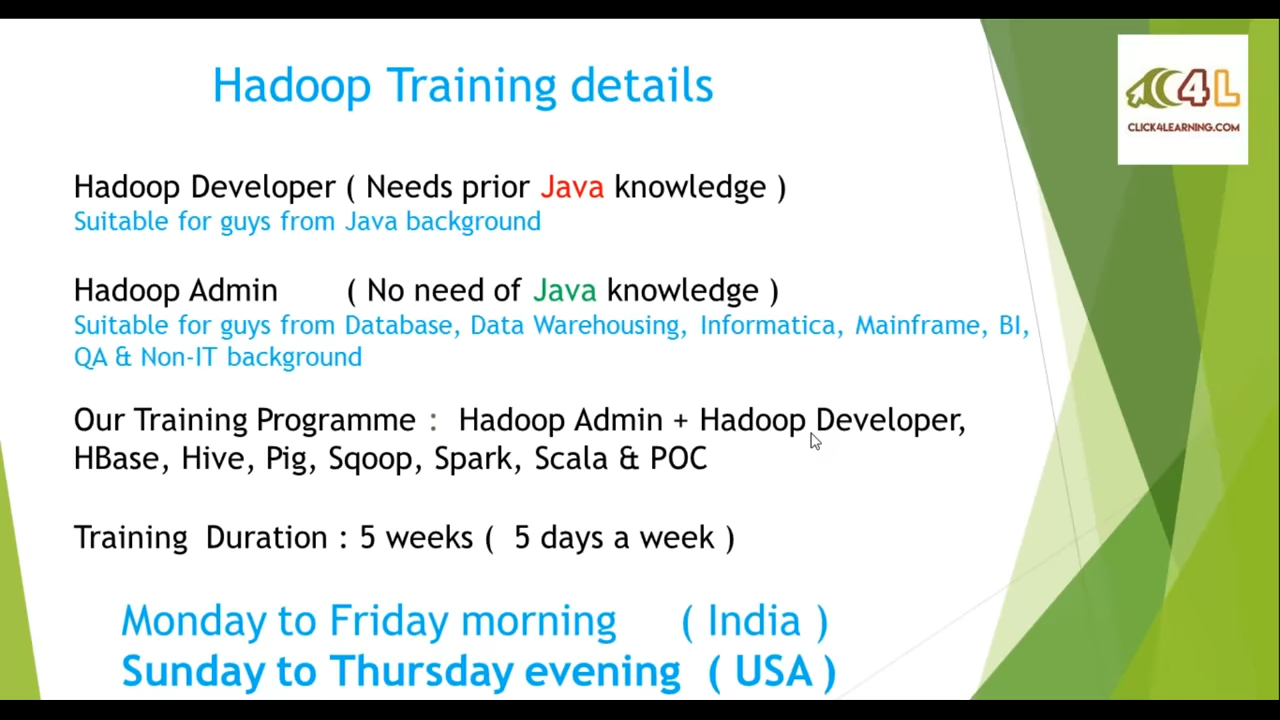 Hadoop Training details
C4L
CLICK4LEARNING.COM
Hadoop Developer ( Needs prior Java knowledge )
Suitable for guys from Java background
Hadoop Admin ( No need of Java knowledge )
Suitable for guys from Database, Data Warehousing, Informatica, Mainframe, BI,
QA & Non-IT background
Our Training Programme : Hadoop Admin + Hadoop Developer,
HBase, Hive, Pig, Sqoop, Spark, Scala & POC
Training Duration : 5 weeks ( 5 days a week )
Monday to Friday morning ( India )
Sunday to Thursday evening ( USA )